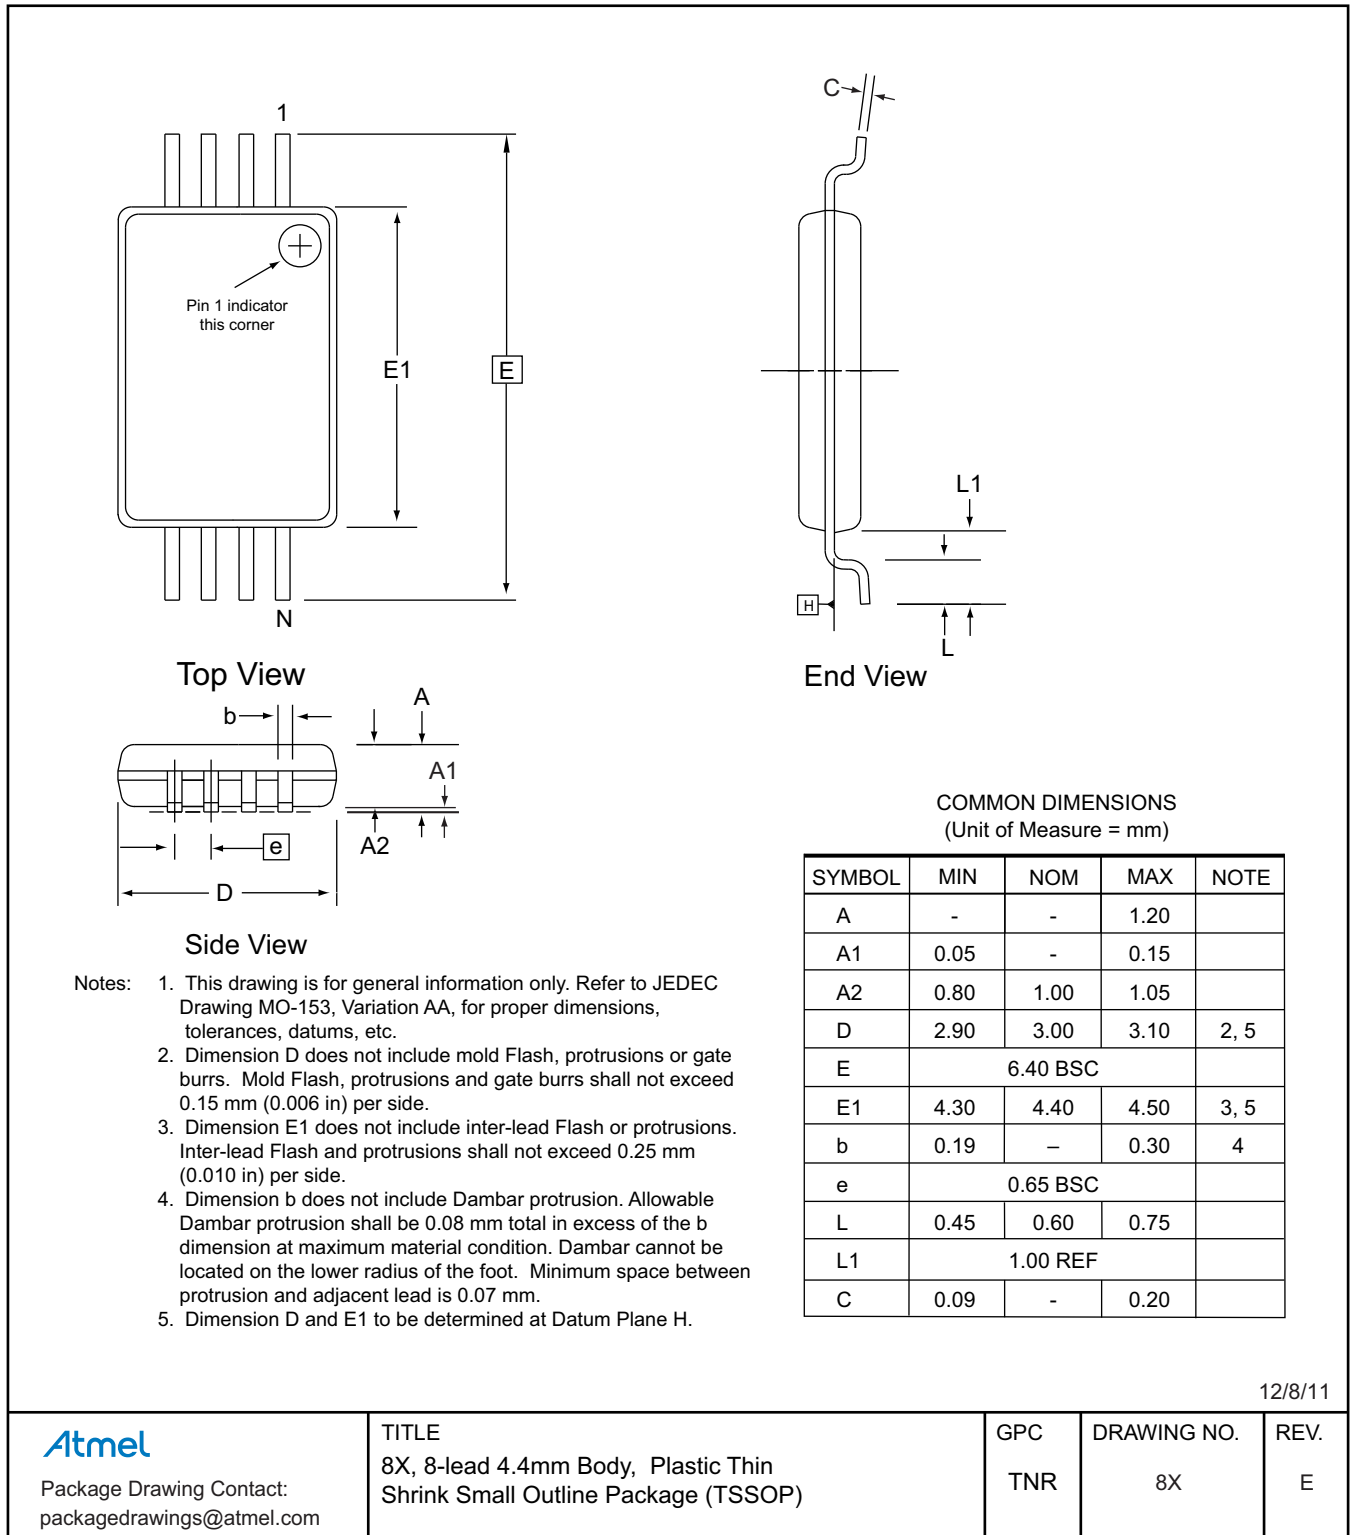 1
C
Pin 1 indicator
this corner
E1
E
L1
H
N
L
Top View
End View
b
A
A1
e
A2
D
Side View
COMMON DIMENSIONS
(Unit of Measure = mm)
SYMBOL MIN NOM MAX NOTE
A - - 1.20
A1 0.05 - 0.15
A2 0.80 1.00 1.05
D 2.90 3.00 3.10 2, 5
E 6.40 BSC
E1 4.30 4.40 4.50 3, 5
b 0.19 – 0.30 4
e 0.65 BSC
L 0.45 0.60 0.75
L1 1.00 REF
C 0.09 - 0.20
Notes: 1. This drawing is for general information only. Refer to JEDEC
Drawing MO-153, Variation AA, for proper dimensions,
tolerances, datums, etc.
2. Dimension D does not include mold Flash, protrusions or gate
burrs. Mold Flash, protrusions and gate burrs shall not exceed
0.15 mm (0.006 in) per side.
3. Dimension E1 does not include inter-lead Flash or protrusions.
Inter-lead Flash and protrusions shall not exceed 0.25 mm
(0.010 in) per side.
4. Dimension b does not include Dambar protrusion. Allowable
Dambar protrusion shall be 0.08 mm total in excess of the b
dimension at maximum material condition. Dambar cannot be
located on the lower radius of the foot. Minimum space between
protrusion and adjacent lead is 0.07 mm.
5. Dimension D and E1 to be determined at Datum Plane H.
12/8/11
Atmel
Package Drawing Contact:
packagedrawings@atmel.com
TITLE
8X, 8-lead 4.4mm Body, Plastic Thin
Shrink Small Outline Package (TSSOP)
GPC
TNR
DRAWING NO.
8X
REV.
E